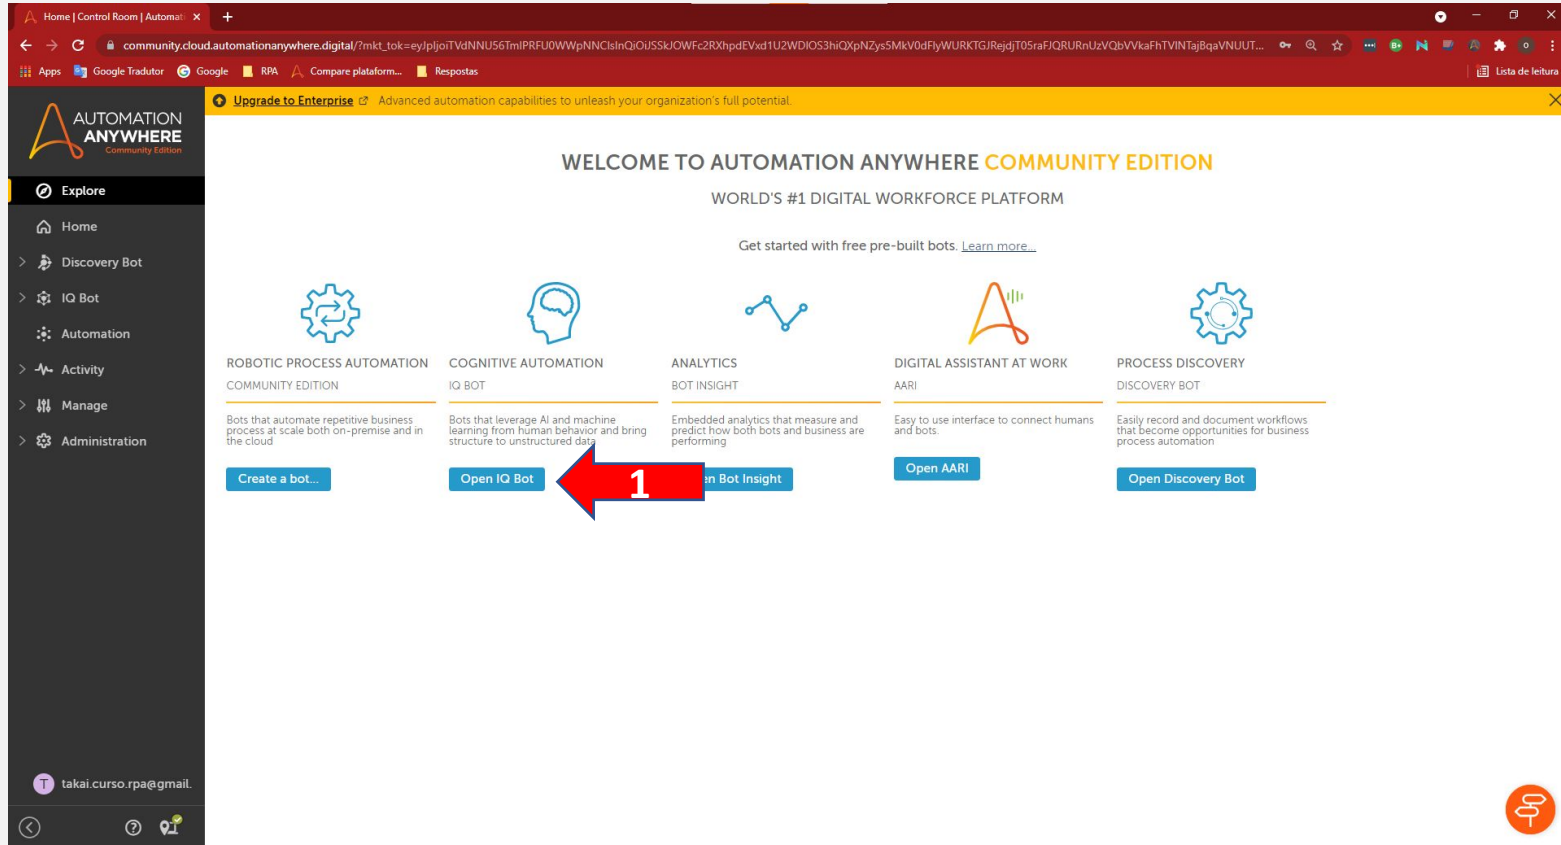 Home | Control Room | Automati
community.cloud.automationanywhere.digital/?mkt_tok=
Apps
Google Tradutor
Google
RPA
Compare plataform...
Respostas
Lista de leitura
Upgrade to Enterprise
Advanced automation capabilities to unleash your organization's full potential.
AUTOMATION
ANYWHERE
Community Edition
Explore
Home
Discovery Bot
IQ Bot
Automation
Activity
Manage
Administration
takai.curso.rpa@gmail.
WELCOME TO AUTOMATION ANYWHERE COMMUNITY EDITION
WORLD'S #1 DIGITAL WORKFORCE PLATFORM
Get started with free pre-built bots. Learn more...
ROBOTIC PROCESS AUTOMATION
COMMUNITY EDITION
Bots that automate repetitive business
process at scale both on-premise and in
the cloud
Create a bot...
COGNITIVE AUTOMATION
IQ BOT
Bots that leverage AI and machine
learning from human behavior and bring
structure to unstructured data
Open IQ Bot
1
ANALYTICS
BOT INSIGHT
Embedded analytics that measure and
predict how both bots and business are
performing
en Bot Insight
DIGITAL ASSISTANT AT WORK
AARI
Easy to use interface to connect humans
and bots.
Open AARI
PROCESS DISCOVERY
DISCOVERY BOT
Easily record and document workflows
that become opportunities for business
process automation
Open Discovery Bot
T